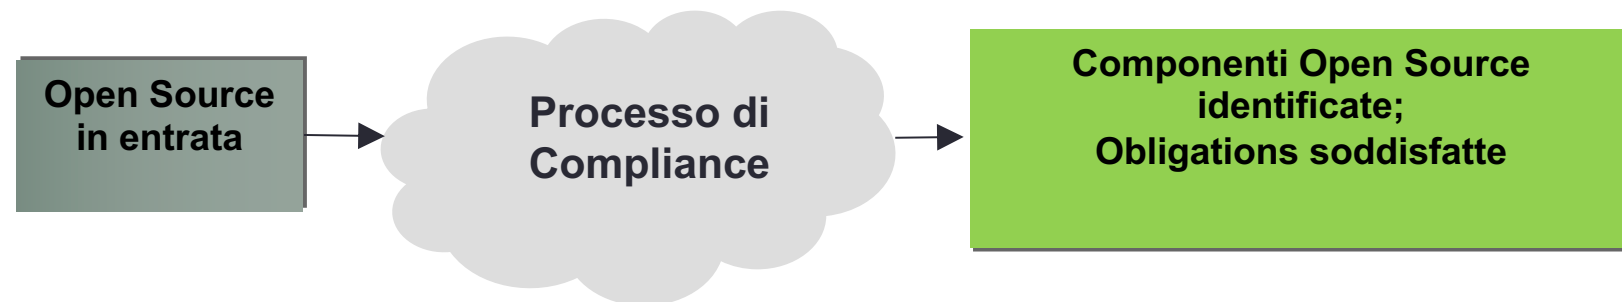 Open Source
in entrata
Processo di
Compliance
Componenti Open Source
identificate;
Obligations soddisfatte